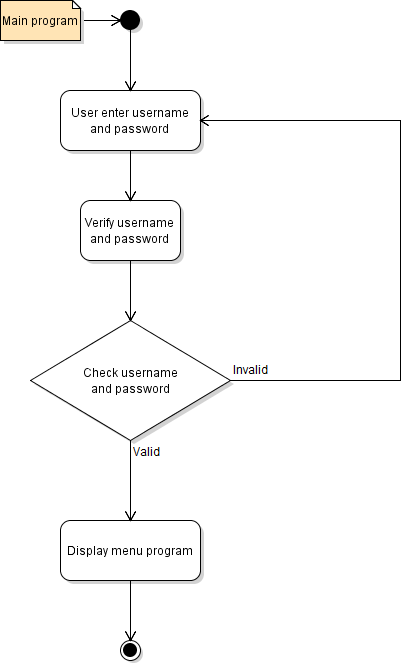 Main program
User enter username
and password
Verify username
and password
Check username
and password
Invalid
Valid
Display menu program